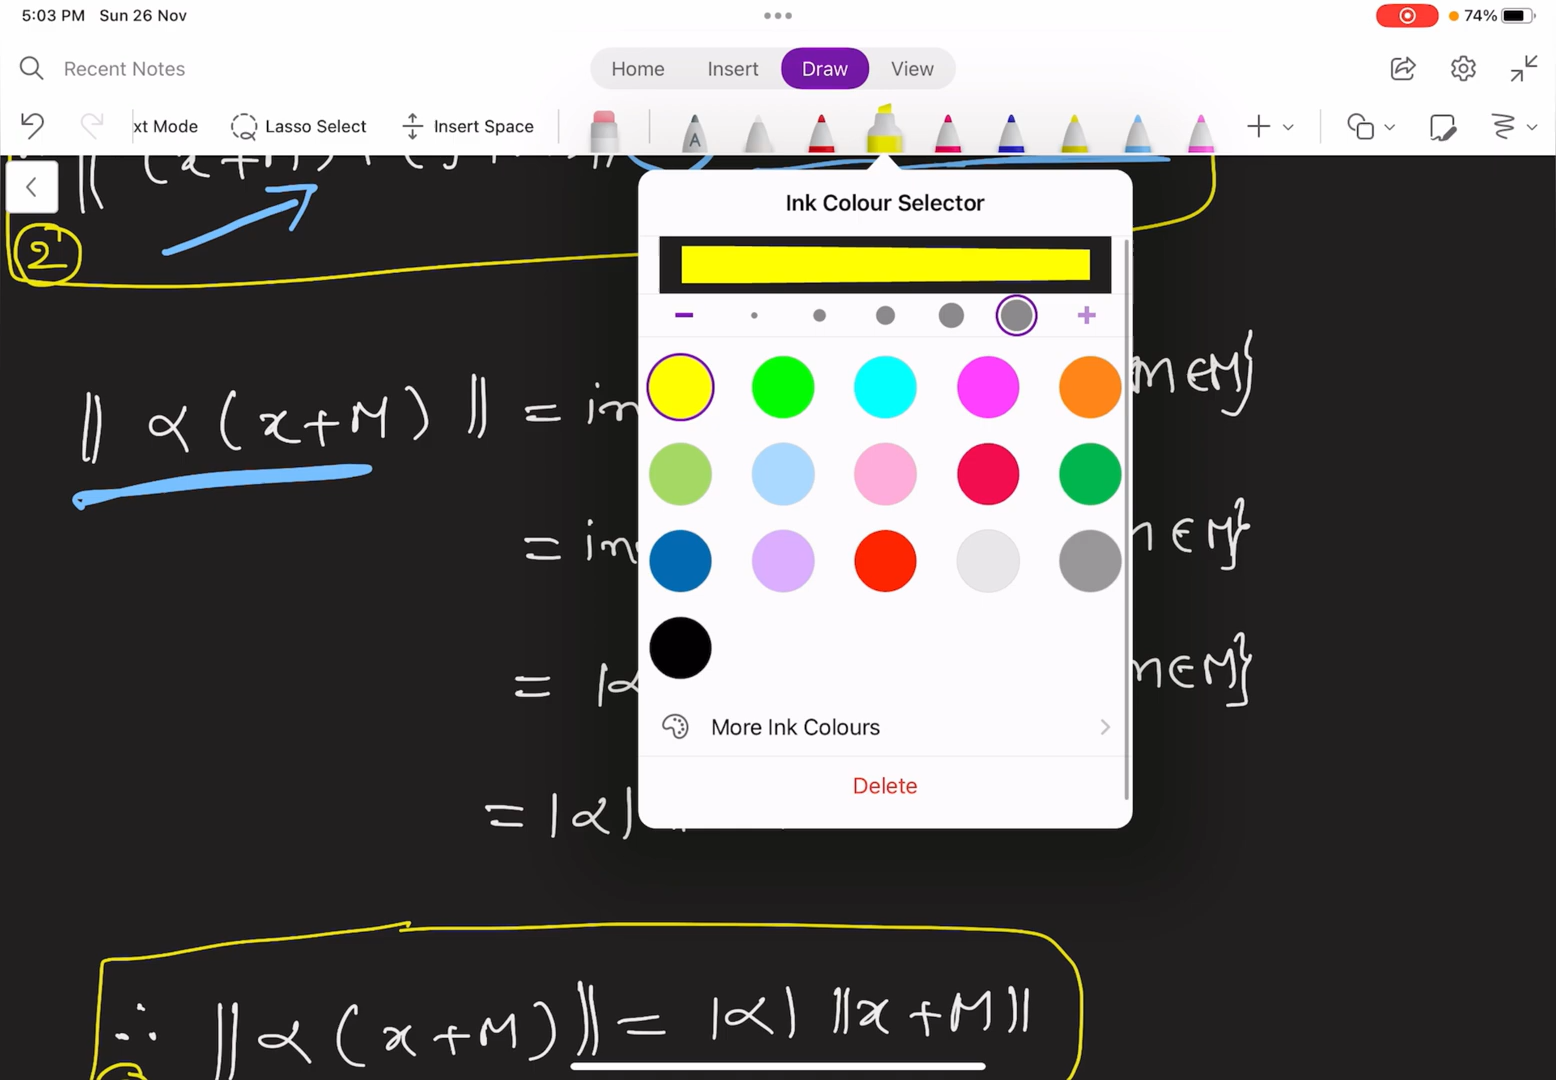 5:03 PM Sun 26 Nov
74%
Recent Notes
Home Insert Draw View
xt Mode Lasso Select Insert Space
A
2
Ink Colour Selector
‖ α(x+M) ‖ = in
m∈M}
= in
∈M}
= |α
m∈M}
More Ink Colours
Delete
= |α|
∴ ‖α(x+M)‖ = |α| ‖x+M‖